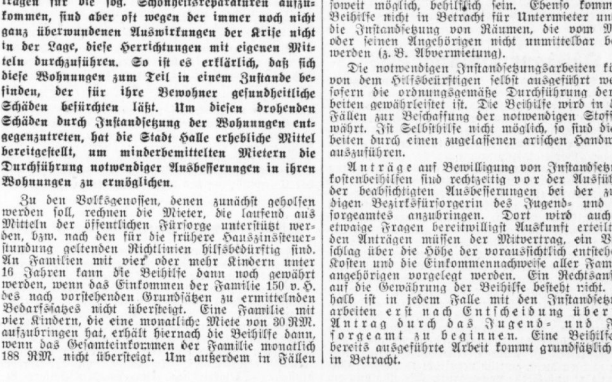 tragen für die sog. Schönheitsreparaturen aufzu-
kommen, sind aber oft wegen der immer noch nicht
ganz überwundenen Auswirkungen der Krise nicht
in der Lage, diese Herrichtungen mit eigenen Mit-
teln durchzuführen. So ist es erklärlich, daß sich
diese Wohnungen zum Teil in einem Zustande be-
finden, der für ihre Bewohner gesundheitliche
Schäden befürchten läßt. Um diesen drohenden
Schäden durch Instandsetzung der Wohnungen ent-
gegenzutreten, hat die Stadt Halle erhebliche Mittel
bereitgestellt, um minderbemittelten Mietern die
Durchführung notwendiger Ausbesserungen in ihren
Wohnungen zu ermöglichen.
Zu den Volksgenossen, denen zunächst geholfen
werden soll, rechnen die Mieter, die laufend aus
Mitteln der öffentlichen Fürsorge unterstützt wer-
den, bzw. nach den für die frühere Hauszinssteuer-
stundung geltenden Richtlinien hilfsbedürftig sind.
An Familien mit vier oder mehr Kindern unter
16 Jahren kann die Beihilfe dann noch gewährt
werden, wenn das Einkommen der Familie 150 v. H.
des nach vorstehenden Grundsätzen zu ermittelnden
Bedarfssatzes nicht übersteigt. Eine Familie mit
vier Kindern, die eine monatliche Miete von 30 RM.
aufzubringen hat, erhält hiernach die Beihilfe dann,
wenn das Gesamteinkommen der Familie monatlich
188 RM. nicht übersteigt. Um außerdem in Fällen
soweit möglich, behilflich sein. Ebenso komm
Beihilfe nicht in Betracht für Untermieter un
die Instandsetzung von Räumen, die vom M
oder seinen Angehörigen nicht unmittelbar be
werden (z. B. Abvermietung).
Die notwendigen Instandsetzungsarbeiten kö
von dem Hilfsbedürftigen selbst ausgeführt we
sofern die ordnungsgemäße Durchführung der
beiten gewährleistet ist. Die Beihilfe wird in d
Fällen zur Beschaffung der notwendigen Stoff
währt. Ist Selbsthilfe nicht möglich, so sind die
beiten durch einen zugelassenen arischen Handw
auszuführen.
Anträge auf Bewilligung von Instandsetz
kostenbeihilfen sind rechtzeitig vor der Ausfüh
der beabsichtigten Ausbesserungen bei der zu
digen Bezirksfürsorgerin des Jugend- und
sorgeamtes anzubringen. Dort wird auch
etwaige Fragen bereitwilligst Auskunft erteilt
den Anträgen müssen der Mietvertrag, ein V
schlag über die Höhe der voraussichtlich entsteh
Kosten und die Einkommennachweise aller Fam
angehörigen vorgelegt werden. Ein Rechtsan
auf die Gewährung der Beihilfe besteht nicht.
halb ist in jedem Falle mit den Instandsetz
arbeiten erst nach Entscheidung über
Antrag durch das Jugend- und F
sorgeamt zu beginnen. Eine Beihilfe
bereits ausgeführte Arbeit kommt grundsätzlich
in Betracht.